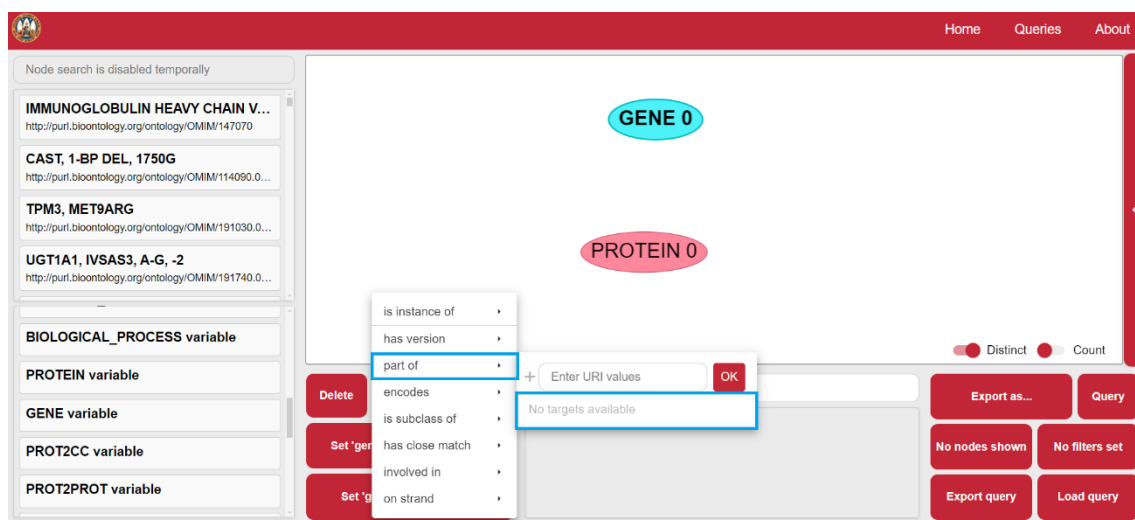 Home Queries About
Node search is disabled temporally
IMMUNOGLOBULIN HEAVY CHAIN V...
http://purl.bioontology.org/ontology/OMIM/147070
CAST, 1-BP DEL, 1750G
http://purl.bioontology.org/ontology/OMIM/114090.0...
TPM3, MET9ARG
http://purl.bioontology.org/ontology/OMIM/191030.0...
UGT1A1, IVSAS3, A-G, -2
http://purl.bioontology.org/ontology/OMIM/191740.0...
BIOLOGICAL_PROCESS variable
PROTEIN variable
GENE variable
PROT2CC variable
PROT2PROT variable
GENE 0
PROTEIN 0
Distinct Count
is instance of
has version
part of
encodes
is subclass of
has close match
involved in
on strand
+ Enter URI values OK
No targets available
Delete
Set 'ger
Set 'g
Export as... Query
No nodes shown No filters set
Export query Load query